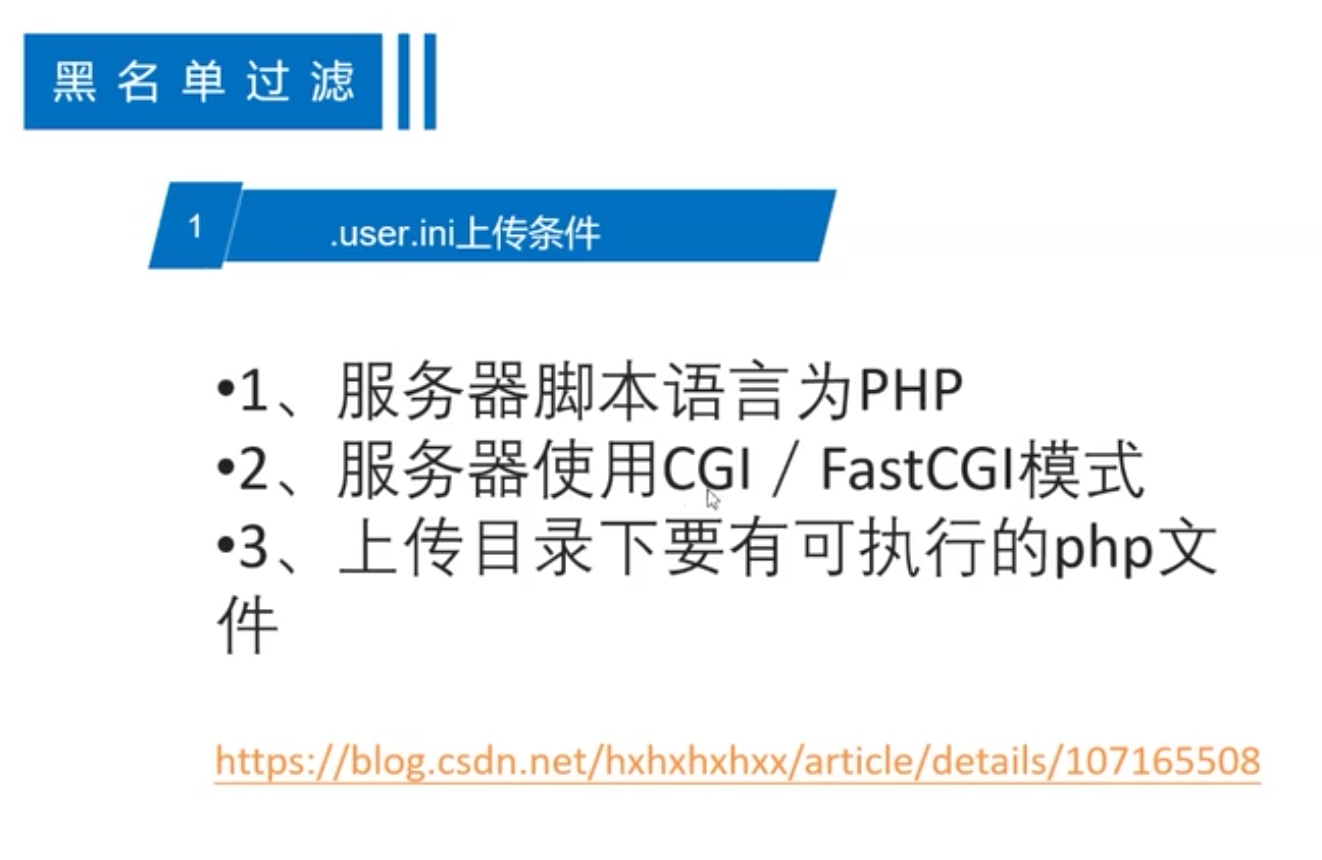 黑名单过滤
1
.user.ini上传条件
•1、服务器脚本语言为PHP
•2、服务器使用CGI／FastCGI模式
•3、上传目录下要有可执行的php文
件
https://blog.csdn.net/hxhxhxhxx/article/details/107165508